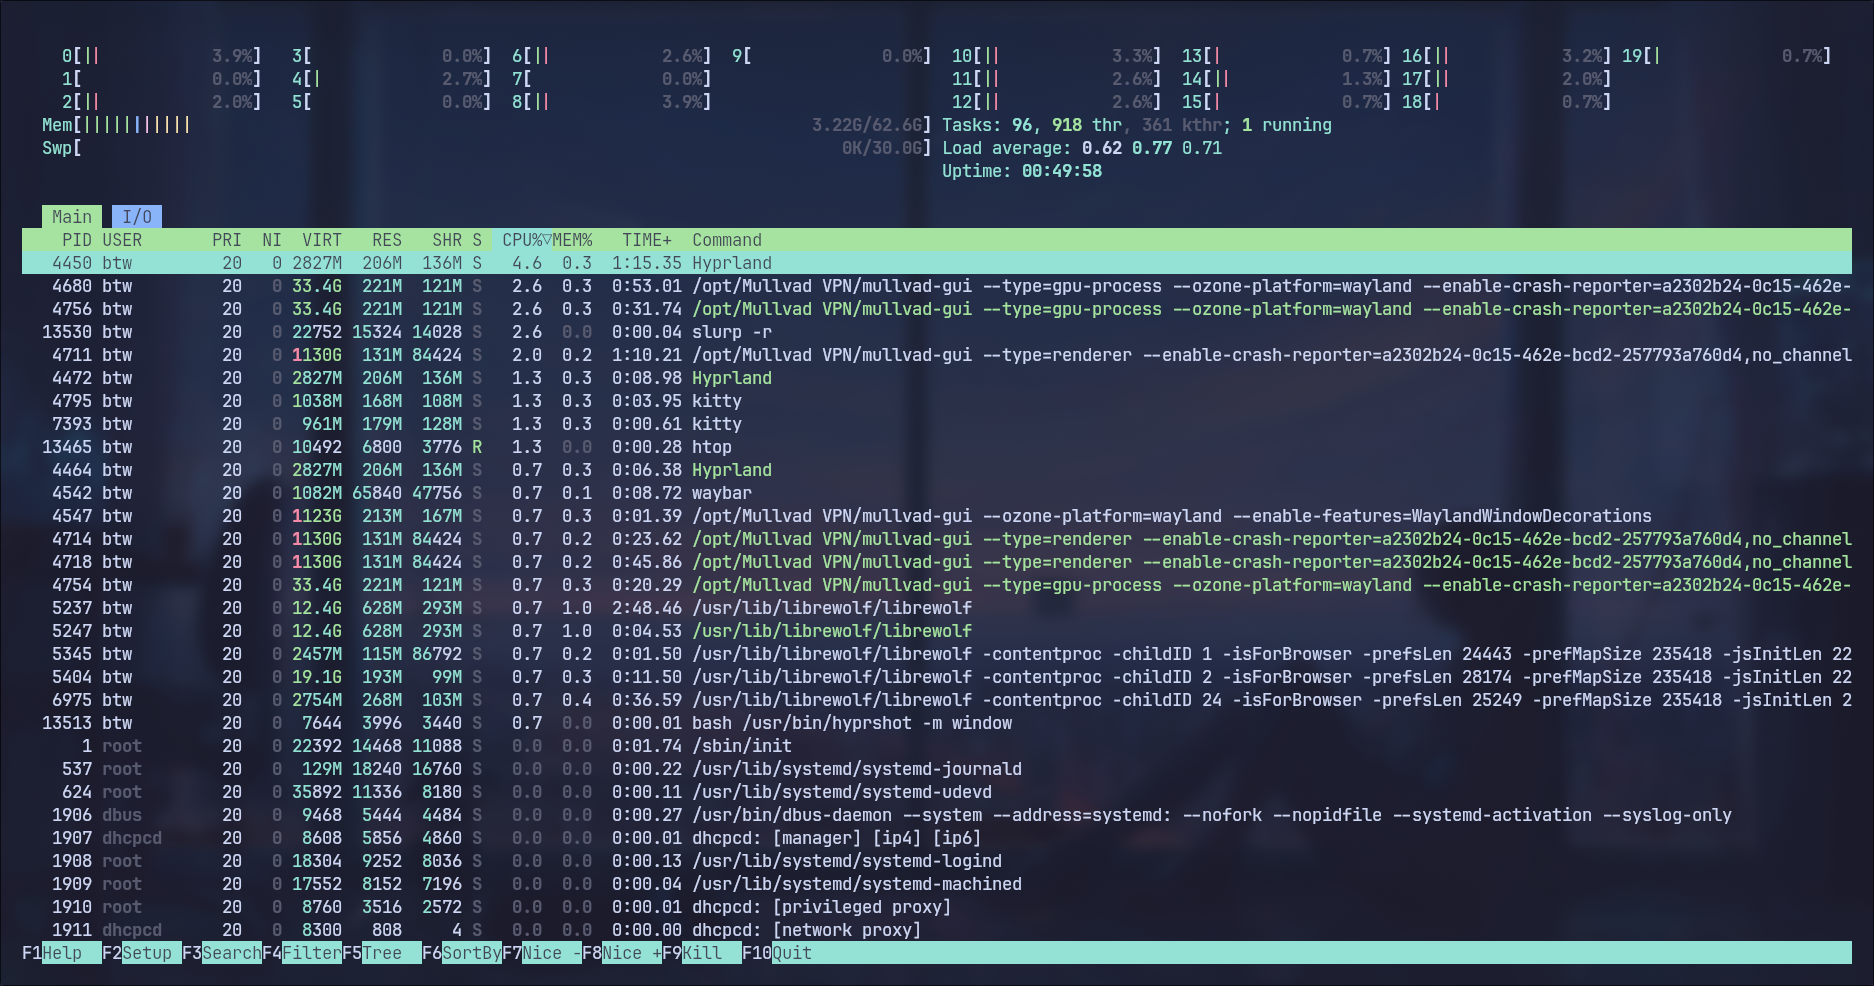 0[|| 3.9%] 3[ 0.0%] 6[|| 2.6%] 9[ 0.0%] 10[|| 3.3%] 13[| 0.7%] 16[|| 3.2%] 19[| 0.7%]
1[ 0.0%] 4[| 2.7%] 7[ 0.0%] 11[|| 2.6%] 14[|| 1.3%] 17[|| 2.0%]
2[|| 2.0%] 5[ 0.0%] 8[|| 3.9%] 12[|| 2.6%] 15[| 0.7%] 18[| 0.7%]
Mem[||||||||||| 3.22G/62.6G] Tasks: 96, 918 thr, 361 kthr; 1 running
Swp[ 0K/30.0G] Load average: 0.62 0.77 0.71
Uptime: 00:49:58
Main I/O
PID USER PRI NI VIRT RES SHR S CPU%▽MEM% TIME+ Command
4450 btw 20 0 2827M 206M 136M S 4.6 0.3 1:15.35 Hyprland
4680 btw 20 0 33.4G 221M 121M S 2.6 0.3 0:53.01 /opt/Mullvad VPN/mullvad-gui --type=gpu-process --ozone-platform=wayland --enable-crash-reporter=a2302b24-0c15-462e-
4756 btw 20 0 33.4G 221M 121M S 2.6 0.3 0:31.74 /opt/Mullvad VPN/mullvad-gui --type=gpu-process --ozone-platform=wayland --enable-crash-reporter=a2302b24-0c15-462e-
13530 btw 20 0 22752 15324 14028 S 2.6 0.0 0:00.04 slurp -r
4711 btw 20 0 1130G 131M 84424 S 2.0 0.2 1:10.21 /opt/Mullvad VPN/mullvad-gui --type=renderer --enable-crash-reporter=a2302b24-0c15-462e-bcd2-257793a760d4,no_channel
4472 btw 20 0 2827M 206M 136M S 1.3 0.3 0:08.98 Hyprland
4795 btw 20 0 1038M 168M 108M S 1.3 0.3 0:03.95 kitty
7393 btw 20 0 961M 179M 128M S 1.3 0.3 0:00.61 kitty
13465 btw 20 0 10492 6800 3776 R 1.3 0.0 0:00.28 htop
4464 btw 20 0 2827M 206M 136M S 0.7 0.3 0:06.38 Hyprland
4542 btw 20 0 1082M 65840 47756 S 0.7 0.1 0:08.72 waybar
4547 btw 20 0 1123G 213M 167M S 0.7 0.3 0:01.39 /opt/Mullvad VPN/mullvad-gui --ozone-platform=wayland --enable-features=WaylandWindowDecorations
4714 btw 20 0 1130G 131M 84424 S 0.7 0.2 0:23.62 /opt/Mullvad VPN/mullvad-gui --type=renderer --enable-crash-reporter=a2302b24-0c15-462e-bcd2-257793a760d4,no_channel
4718 btw 20 0 1130G 131M 84424 S 0.7 0.2 0:45.86 /opt/Mullvad VPN/mullvad-gui --type=renderer --enable-crash-reporter=a2302b24-0c15-462e-bcd2-257793a760d4,no_channel
4754 btw 20 0 33.4G 221M 121M S 0.7 0.3 0:20.29 /opt/Mullvad VPN/mullvad-gui --type=gpu-process --ozone-platform=wayland --enable-crash-reporter=a2302b24-0c15-462e-
5237 btw 20 0 12.4G 628M 293M S 0.7 1.0 2:48.46 /usr/lib/librewolf/librewolf
5247 btw 20 0 12.4G 628M 293M S 0.7 1.0 0:04.53 /usr/lib/librewolf/librewolf
5345 btw 20 0 2457M 115M 86792 S 0.7 0.2 0:01.50 /usr/lib/librewolf/librewolf -contentproc -childID 1 -isForBrowser -prefsLen 24443 -prefMapSize 235418 -jsInitLen 22
5404 btw 20 0 19.1G 193M 99M S 0.7 0.3 0:11.50 /usr/lib/librewolf/librewolf -contentproc -childID 2 -isForBrowser -prefsLen 28174 -prefMapSize 235418 -jsInitLen 22
6975 btw 20 0 2754M 268M 103M S 0.7 0.4 0:36.59 /usr/lib/librewolf/librewolf -contentproc -childID 24 -isForBrowser -prefsLen 25249 -prefMapSize 235418 -jsInitLen 2
13513 btw 20 0 7644 3996 3440 S 0.7 0.0 0:00.01 bash /usr/bin/hyprshot -m window
1 root 20 0 22392 14468 11088 S 0.0 0.0 0:01.74 /sbin/init
537 root 20 0 129M 18240 16760 S 0.0 0.0 0:00.22 /usr/lib/systemd/systemd-journald
624 root 20 0 35892 11336 8180 S 0.0 0.0 0:00.11 /usr/lib/systemd/systemd-udevd
1906 dbus 20 0 9468 5444 4484 S 0.0 0.0 0:00.27 /usr/bin/dbus-daemon --system --address=systemd: --nofork --nopidfile --systemd-activation --syslog-only
1907 dhcpcd 20 0 8608 5856 4860 S 0.0 0.0 0:00.01 dhcpcd: [manager] [ip4] [ip6]
1908 root 20 0 18304 9252 8036 S 0.0 0.0 0:00.13 /usr/lib/systemd/systemd-logind
1909 root 20 0 17552 8152 7196 S 0.0 0.0 0:00.04 /usr/lib/systemd/systemd-machined
1910 root 20 0 8760 3516 2572 S 0.0 0.0 0:00.01 dhcpcd: [privileged proxy]
1911 dhcpcd 20 0 8300 808 4 S 0.0 0.0 0:00.00 dhcpcd: [network proxy]
F1Help F2Setup F3SearchF4FilterF5Tree F6SortByF7Nice -F8Nice +F9Kill F10Quit